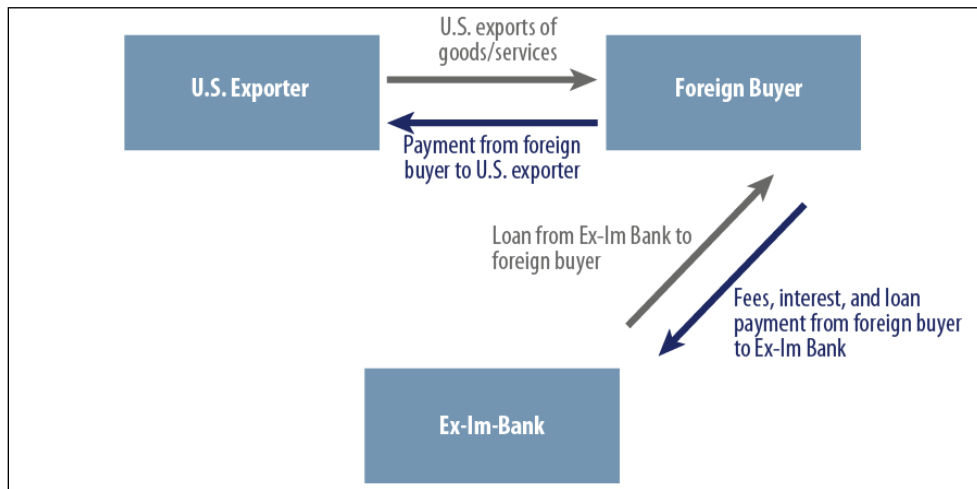 U.S. exports of
goods/services
U.S. Exporter
Foreign Buyer
Payment from foreign
buyer to U.S. exporter
Loan from Ex-Im Bank to
foreign buyer
Fees, interest, and loan
payment from foreign buyer
to Ex-Im Bank
Ex-Im-Bank